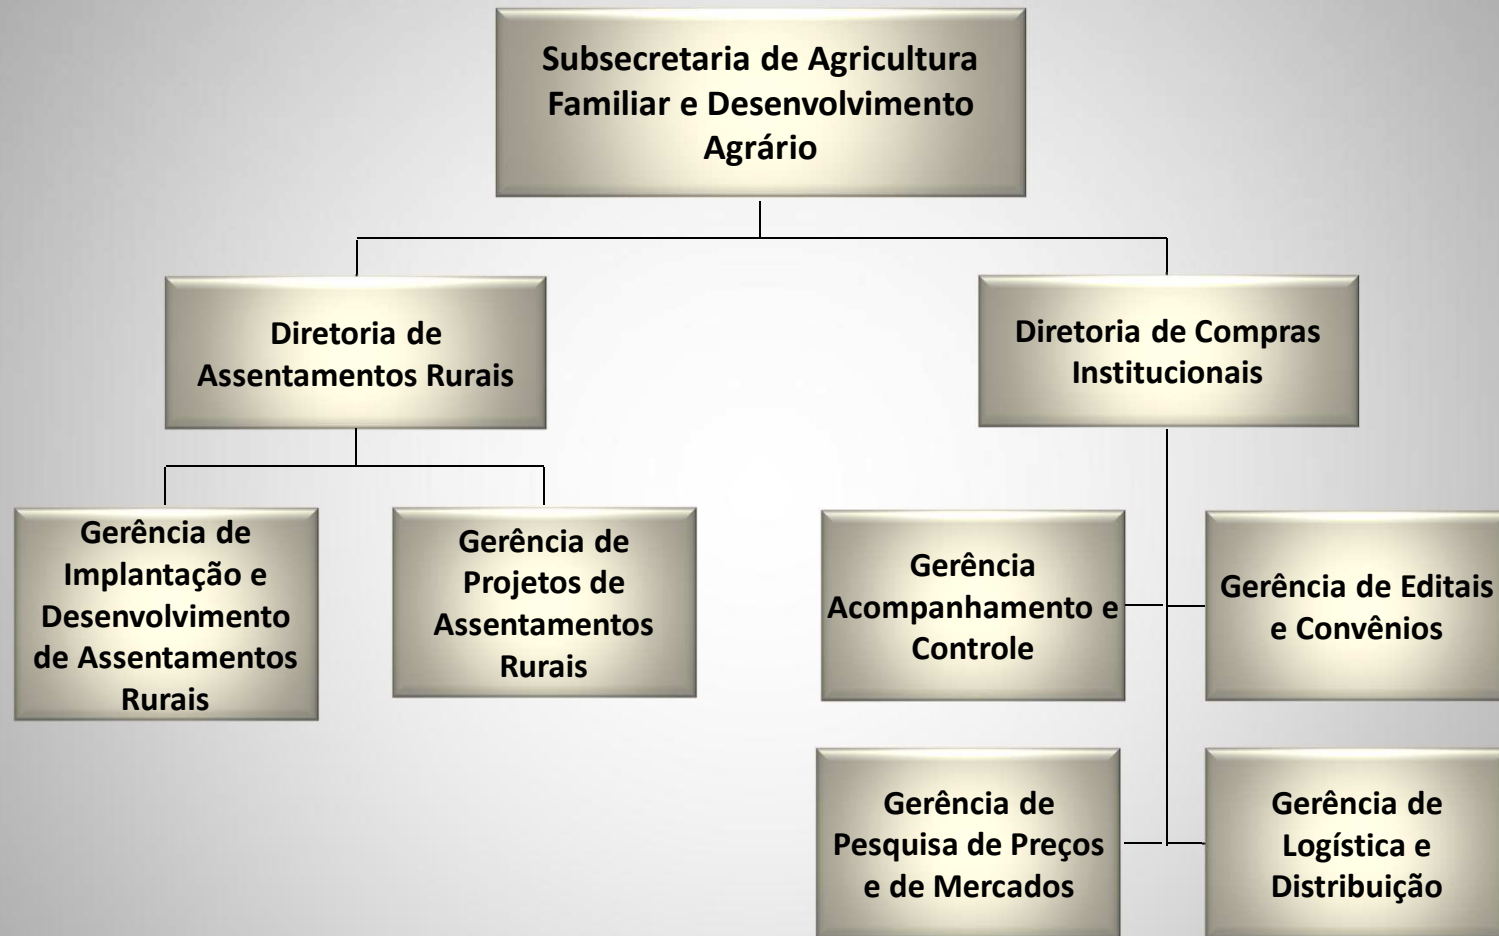 Subsecretaria de Agricultura
Familiar e Desenvolvimento
Agrário
Diretoria de
Assentamentos Rurais
Diretoria de Compras
Institucionais
Gerência de
Implantação e
Desenvolvimento
de Assentamentos
Rurais
Gerência de
Projetos de
Assentamentos
Rurais
Gerência
Acompanhamento e
Controle
Gerência de Editais
e Convênios
Gerência de
Pesquisa de Preços
e de Mercados
Gerência de
Logística e
Distribuição